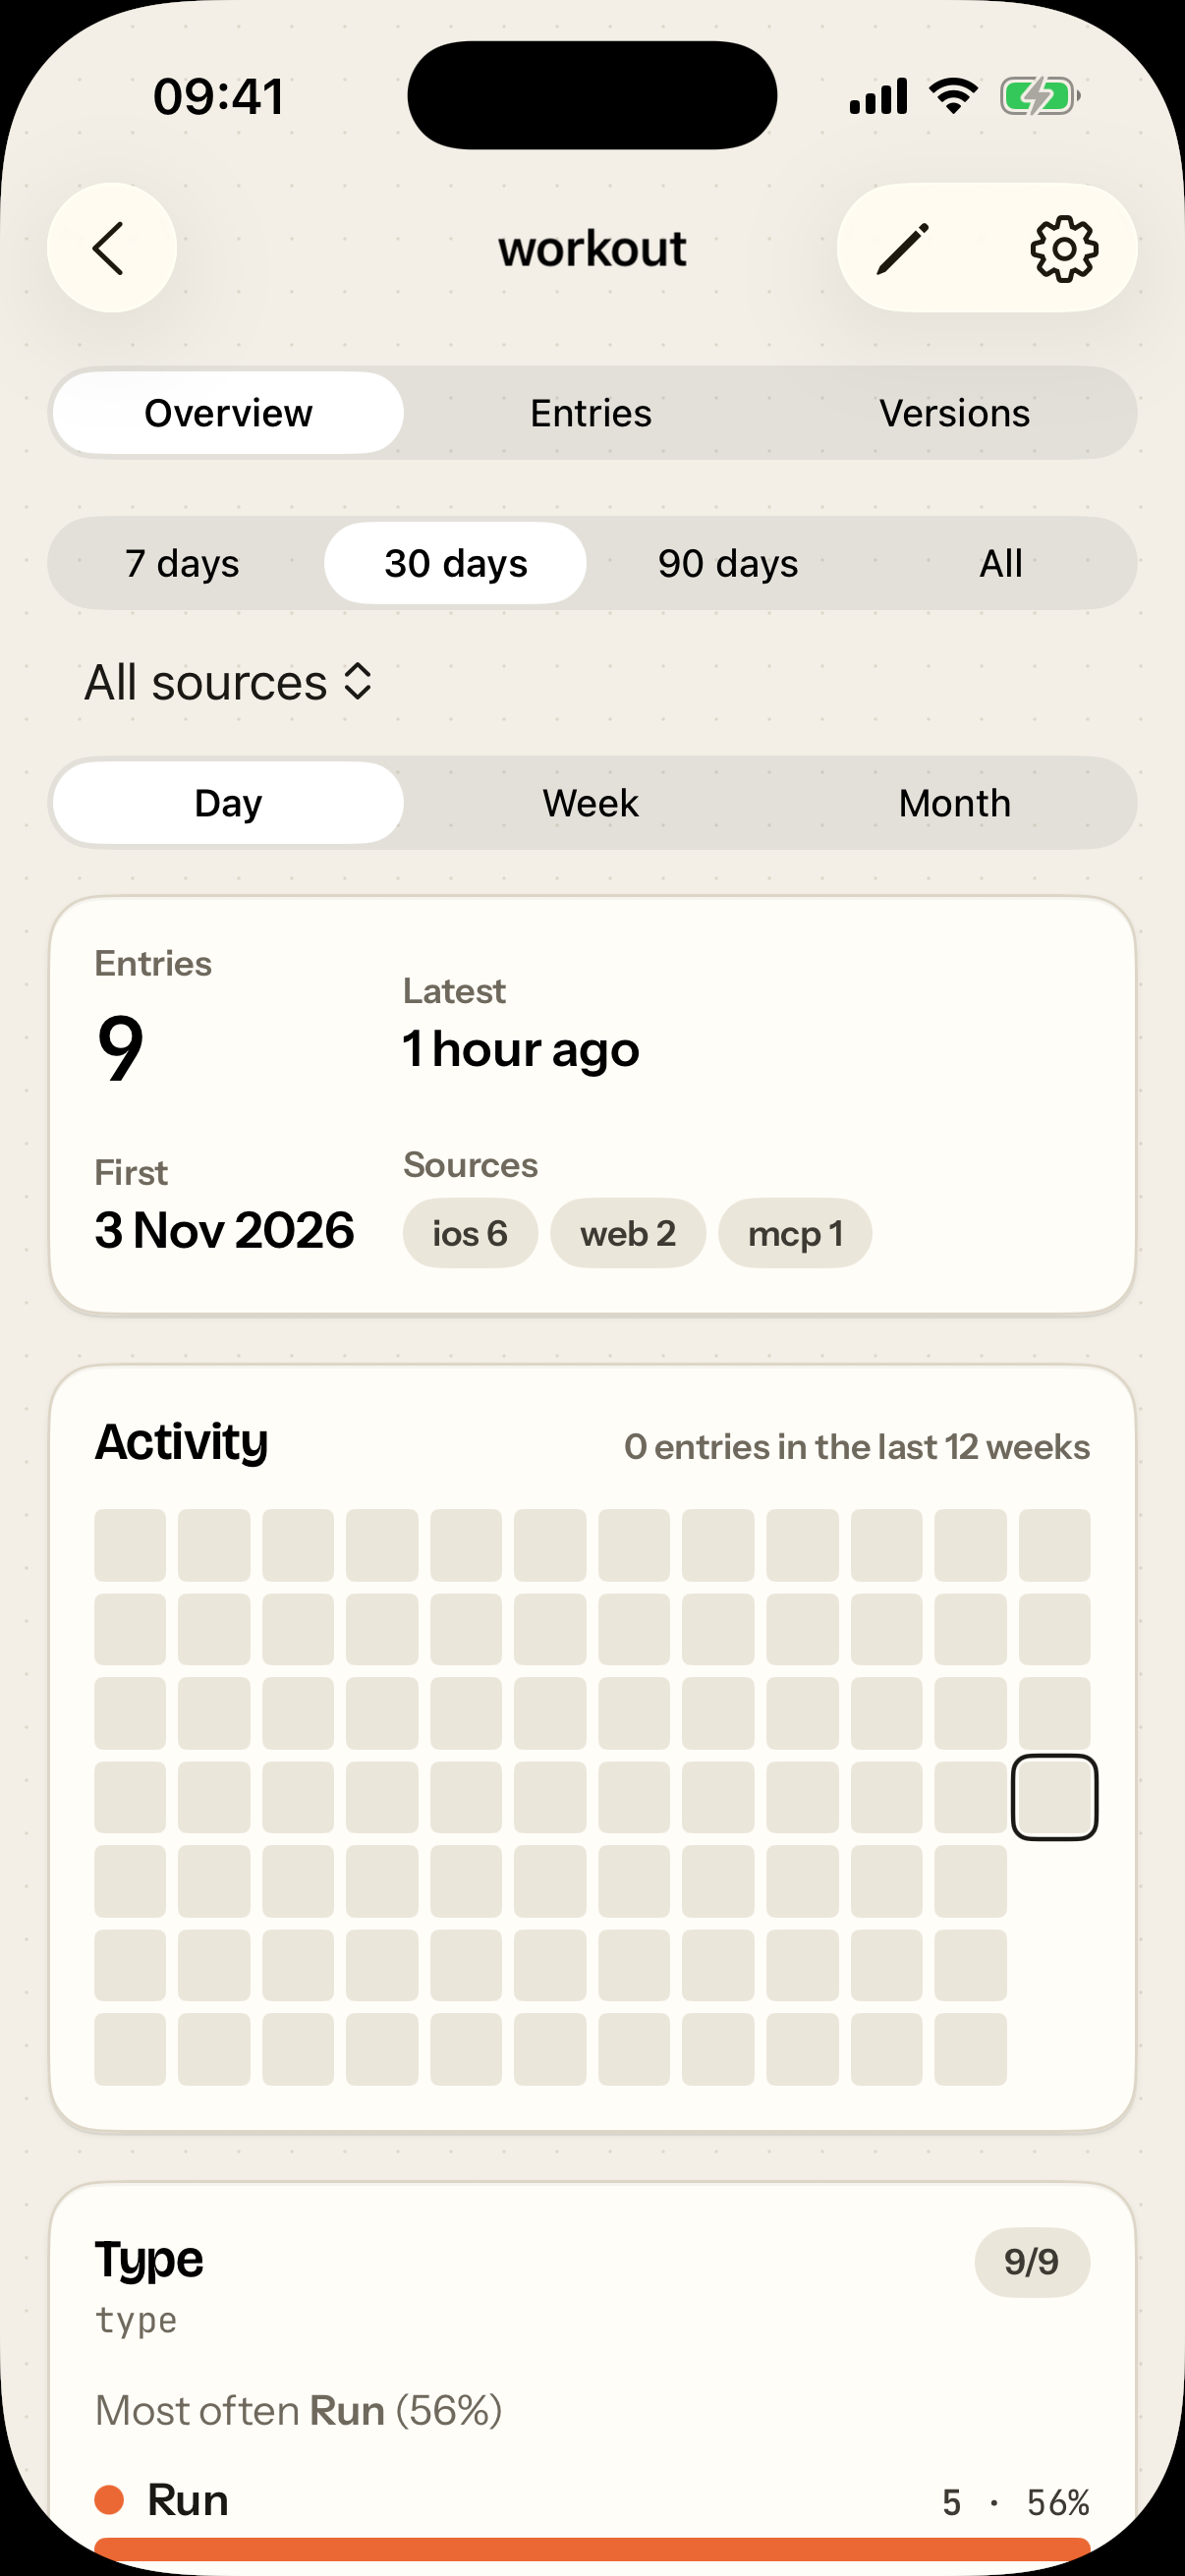 09:41
workout
Overview Entries Versions
7 days 30 days 90 days All
All sources
Day Week Month
Entries
9
Latest
1 hour ago
First
3 Nov 2026
Sources
ios 6 web 2 mcp 1
Activity
0 entries in the last 12 weeks
Type
9/9
type
Most often Run (56%)
Run 5 · 56%